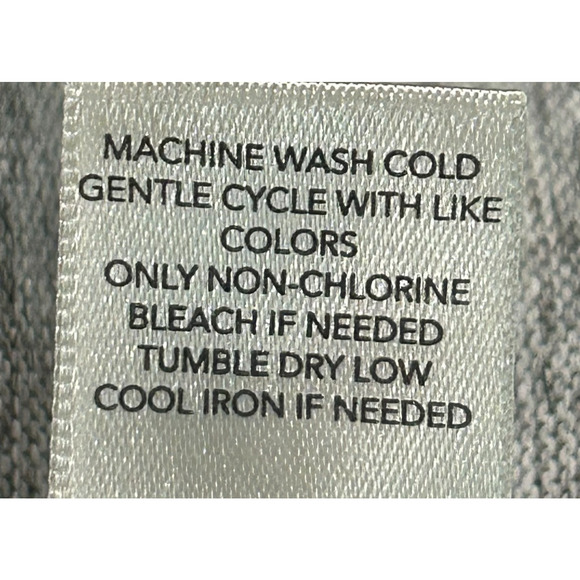 MACHINE WASH COLD
GENTLE CYCLE WITH LIKE
COLORS
ONLY NON-CHLORINE
BLEACH IF NEEDED
TUMBLE DRY LOW
COOL IRON IF NEEDED